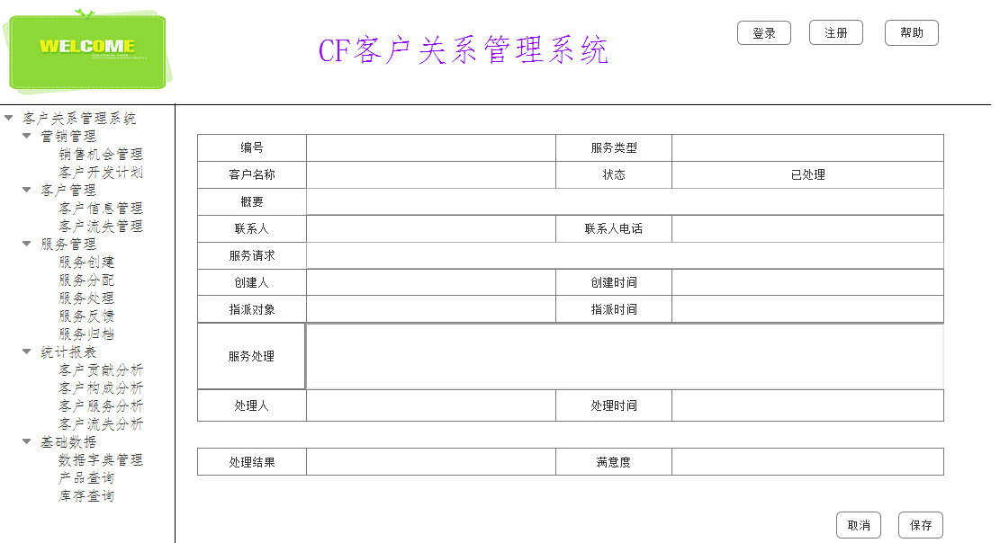 WELCOME
CF客户关系管理系统
登录 注册 帮助
客户关系管理系统
营销管理
销售机会管理
客户开发计划
客户管理
客户信息管理
客户流失管理
服务管理
服务创建
服务分配
服务处理
服务反馈
服务归档
统计报表
客户贡献分析
客户构成分析
客户服务分析
客户流失分析
基础数据
数据字典管理
产品查询
库存查询
编号 服务类型
客户名称 状态 已处理
概要
联系人 联系人电话
服务请求
创建人 创建时间
指派对象 指派时间
服务处理
处理人 处理时间
处理结果 满意度
取消 保存